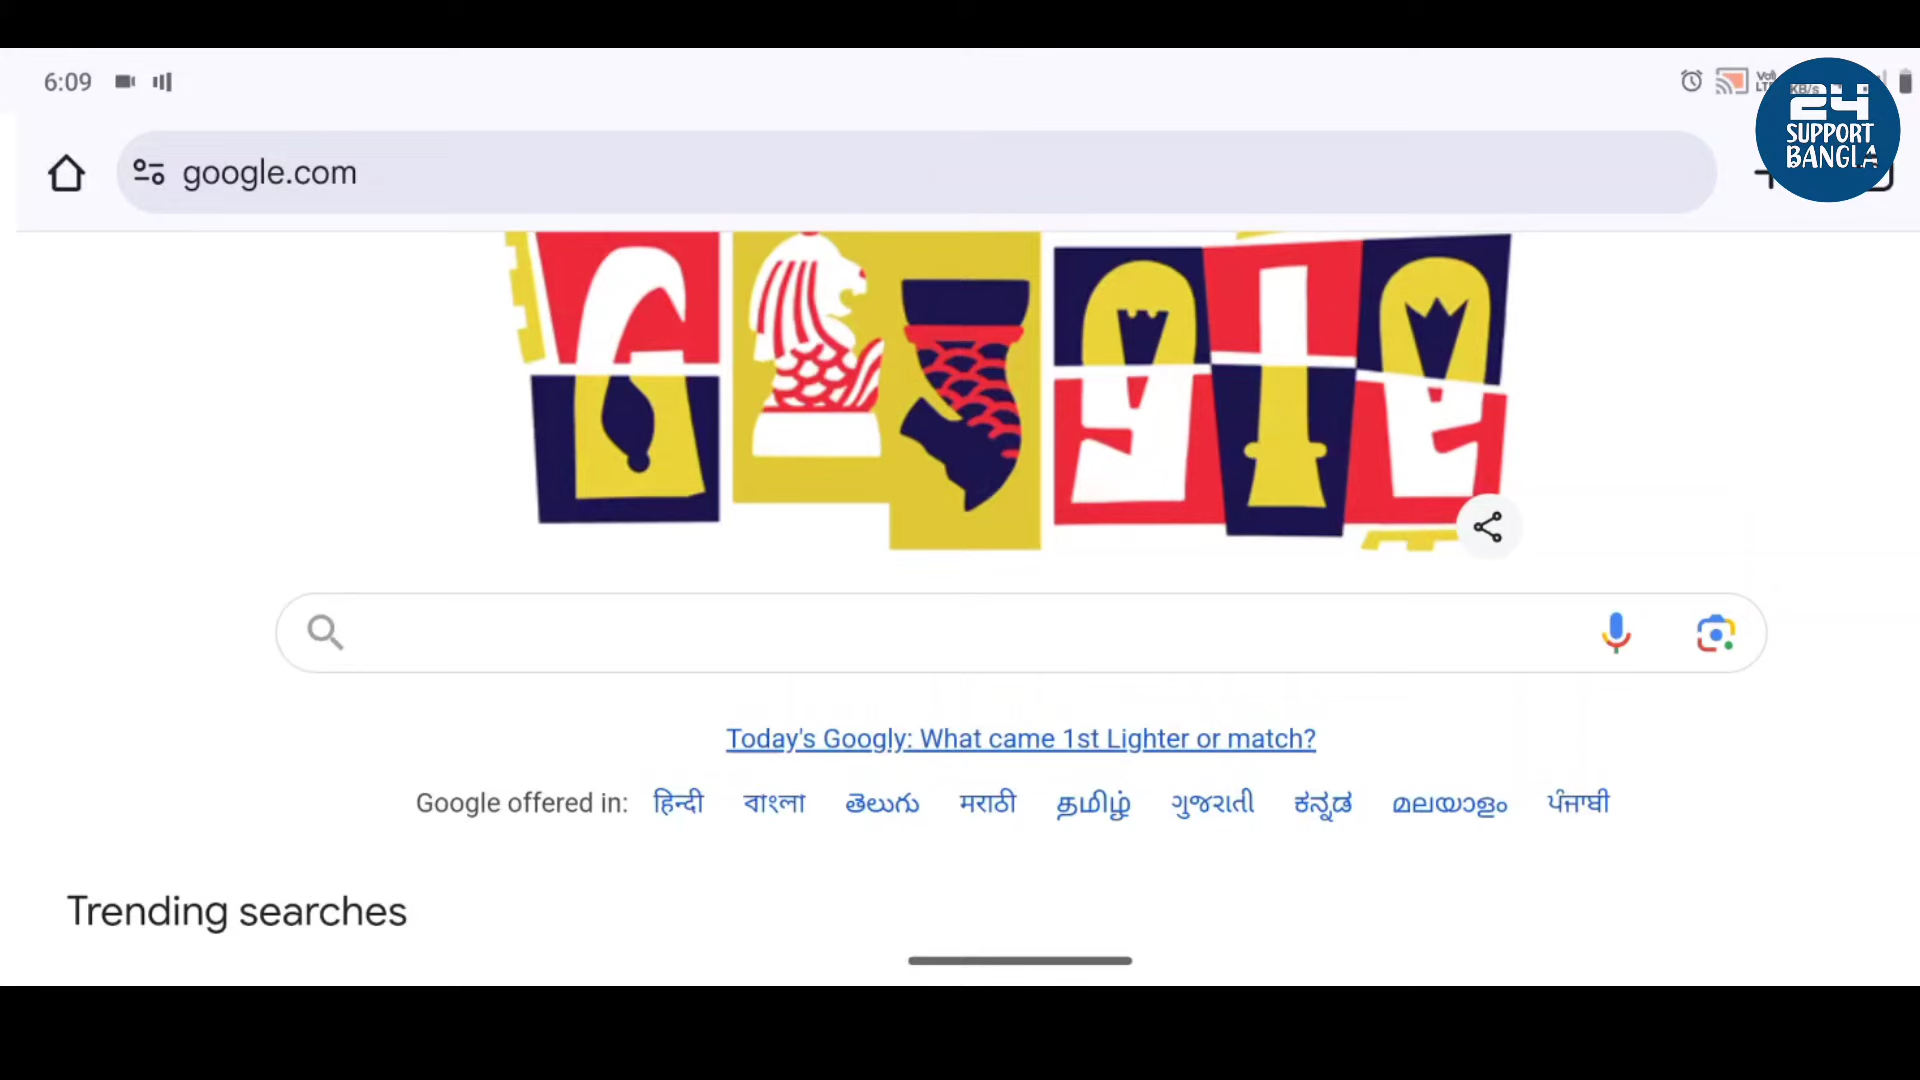 6:09
24
SUPPORT
BANGLA
google.com
Today's Googly: What came 1st Lighter or match?
Google offered in: हिन्दी বাংলা తెలుగు मराठी தமிழ் ગુજરાતી ಕನ್ನಡ മലയാളം ਪੰਜਾਬੀ
Trending searches